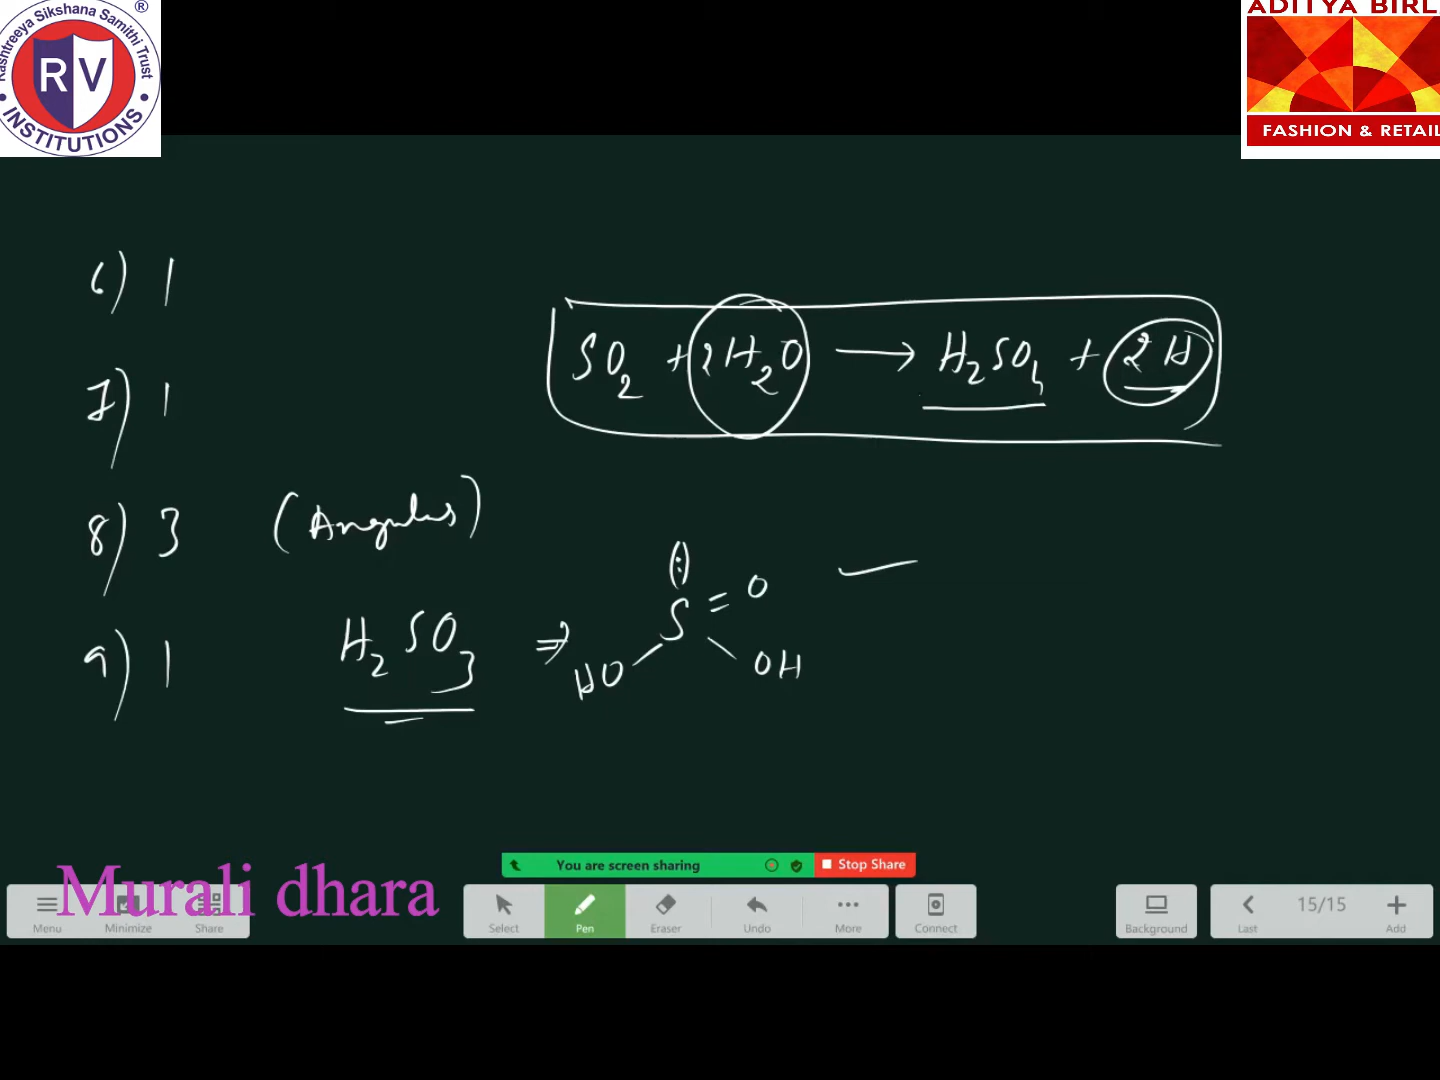 Rashtreeya Sikshana Samithi Trust
®
RV
INSTITUTIONS
ADITYA BIRL
FASHION & RETAIL
6) 1
SO2 + 2H2O → H2SO4 + 2H
7) 1
8) 3 (Angular)
9) 1 H2SO3 ⇒ HO S = O OH
You are screen sharing
Stop Share
Murali dhara
Menu
Minimize
Share
Select
Pen
Eraser
Undo
More
Connect
Background
Last
15/15
Add